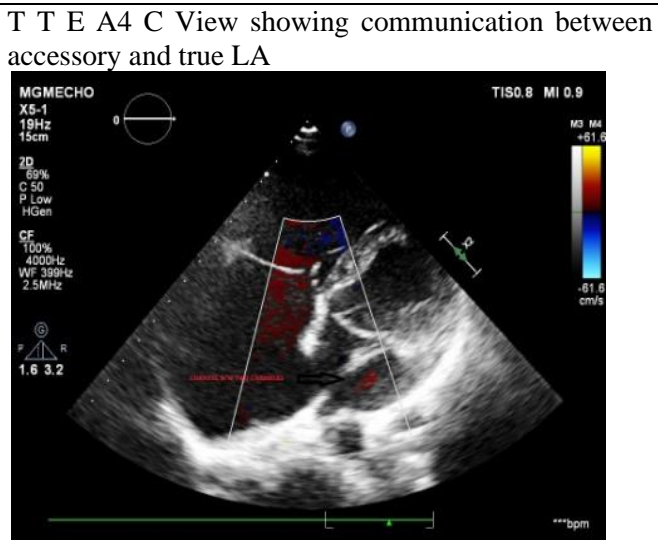 T T E A4 C View showing communication between
accessory and true LA
MGMECHO
TIS0.8 MI 0.9
X5-1
19Hz
15cm
0
M3 M4
+61.6
2D
69%
C 50
P Low
HGen
CF
100%
4000Hz
WF 399Hz
2.5MHz
-61.6
cm/s
G
P R
1.6 3.2
***bpm